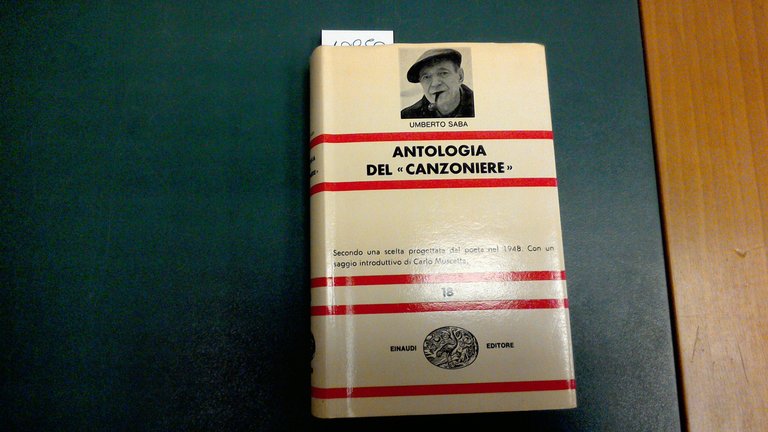 UMBERTO SABA
ANTOLOGIA
DEL «CANZONIERE»
Secondo una scelta progettata dal poeta nel 1948. Con un
saggio introduttivo di Carlo Muscetta.
18
EINAUDI EDITORE